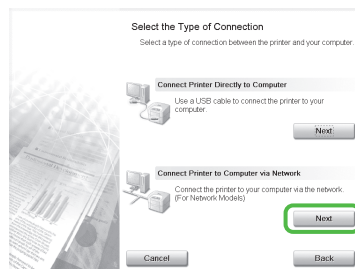 Select the Type of Connection
Select a type of connection between the printer and your computer.
Connect Printer Directly to Computer
Use a USB cable to connect the printer to your
computer.
Next
Connect Printer to Computer via Network
Connect the printer to your computer via the network.
(For Network Models)
Next
Cancel
Back